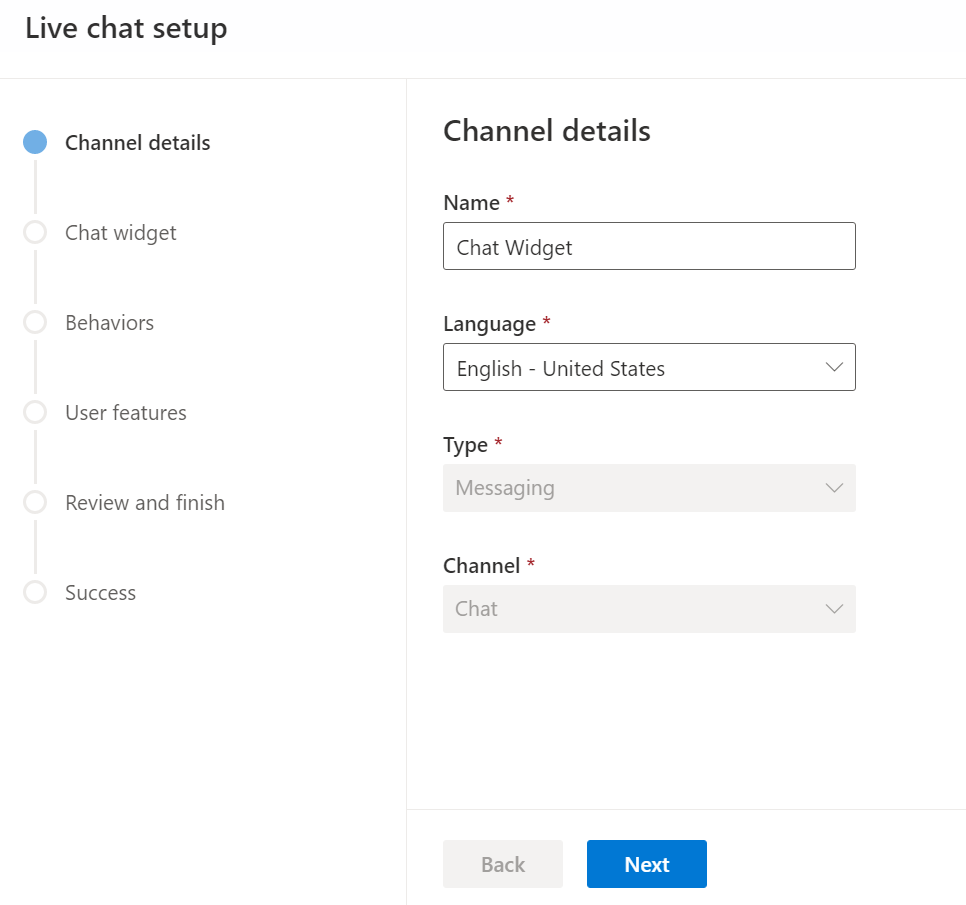 Live chat setup
Channel details
Chat widget
Behaviors
User features
Review and finish
Success
Channel details
Name *
Chat Widget
Language *
English - United States
Type *
Messaging
Channel *
Chat
Back
Next